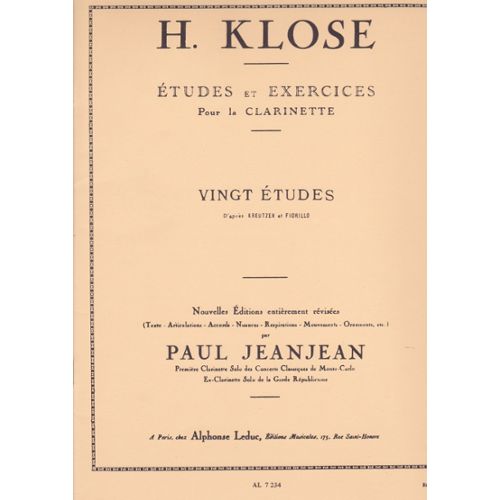 H. KLOSE
ÉTUDES ET EXERCICES
Pour la CLARINETTE
VINGT ÉTUDES
D'après KREUTZER et FIORILLO
Nouvelles Éditions entièrement révisées
(Texte - Articulations - Accords - Nuances - Respirations - Mouvements - Ornements, etc.)
par
PAUL JEANJEAN
Première Clarinette Solo des Concerts Classiques de Monte-Carlo
Ex-Clarinette Solo de la Garde Républicaine
A Paris, chez Alphonse Leduc, Éditions Musicales, 175, Rue Saint-Honoré
AL 7234